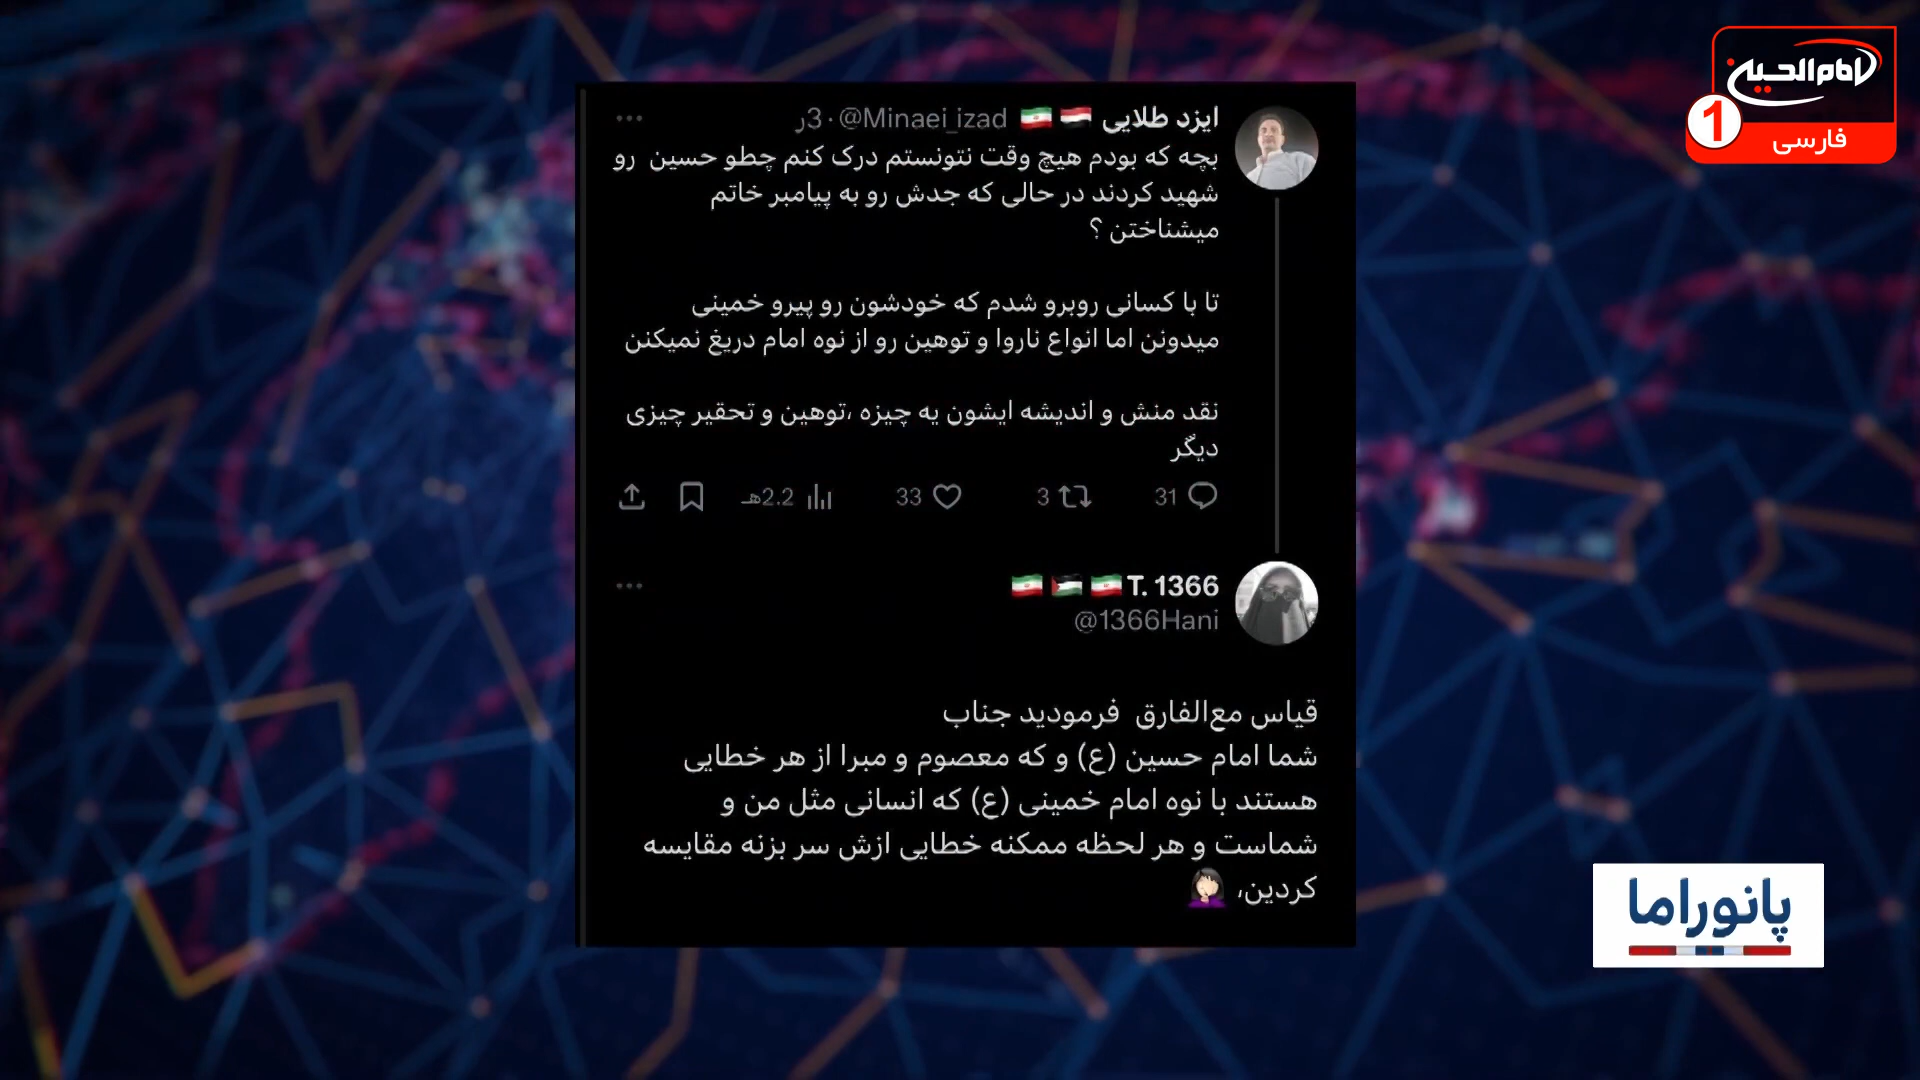 امام‌الحسین
1
فارسی
ایزد طلایی @Minaei_izad · 3ر
بچه که بودم هیچ وقت نتونستم درک کنم چطو حسین رو
شهید کردند در حالی که جدش رو به پیامبر خاتم
میشناختن ؟
تا با کسانی روبرو شدم که خودشون رو پیرو خمینی
میدونن اما انواع ناروا و توهین رو از نوه امام دریغ نمیکنن
نقد منش و اندیشه ایشون یه چیزه ،توهین و تحقیر چیزی
دیگر
31 3 33 2.2هـ
T. 1366
@1366Hani
قیاس مع‌الفارق فرمودید جناب
شما امام حسین (ع) و که معصوم و مبرا از هر خطایی
هستند با نوه امام خمینی (ع) که انسانی مثل من و
شماست و هر لحظه ممکنه خطایی ازش سر بزنه مقایسه
کردین، 🤦🏻‍♀️
پانوراما